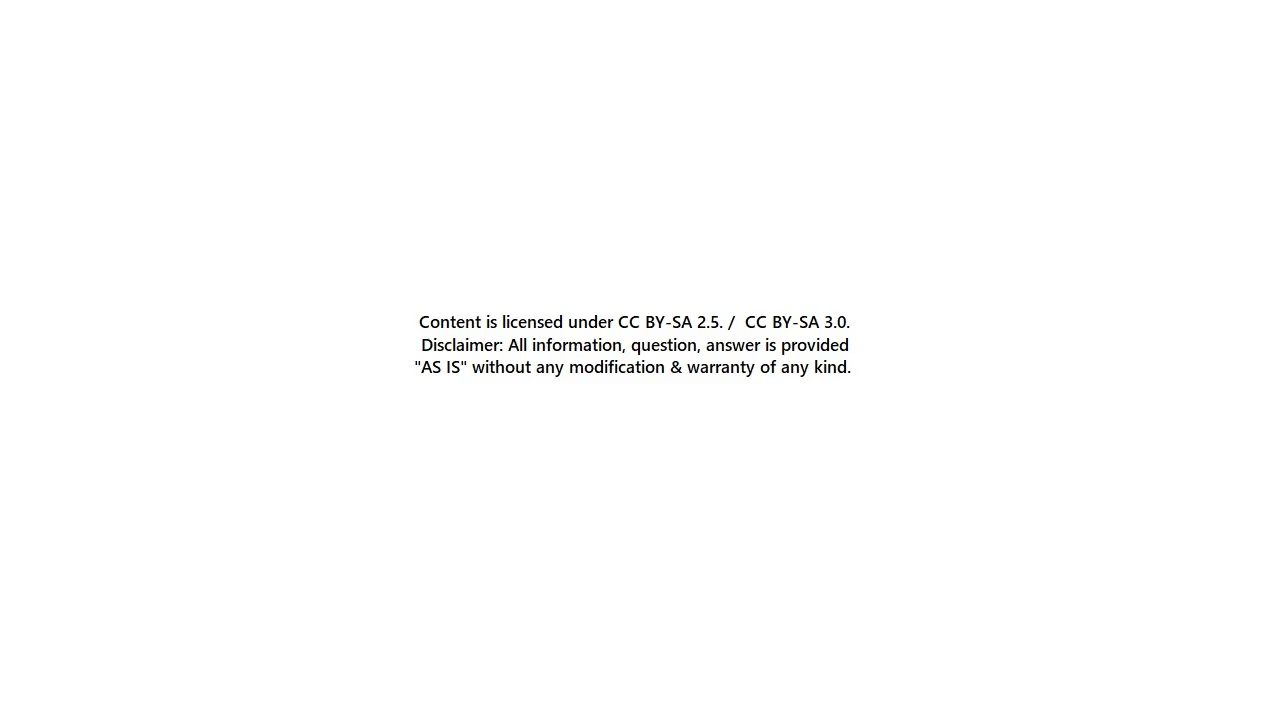 Content is licensed under CC BY-SA 2.5. /  CC BY-SA 3.0.
Disclaimer: All information, question, answer is provided
"AS IS" without any modification & warranty of any kind.